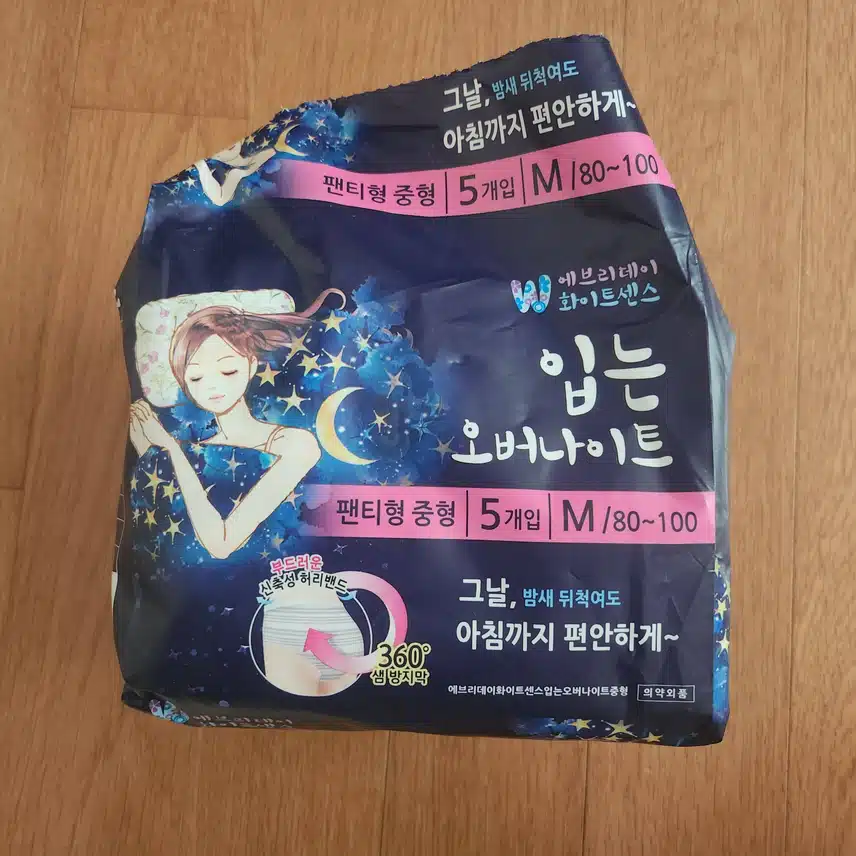 그날, 밤새 뒤척여도
아침까지 편안하게~
팬티형 중형 5개입 M/80~100
에브리데이
화이트센스
입는
오버나이트
팬티형 중형 5개입 M/80~100
부드러운
신축성 허리밴드
360°
샘 방지막
그날, 밤새 뒤척여도
아침까지 편안하게~
에브리데이화이트센스입는오버나이트중형 의약외품
에브리데이